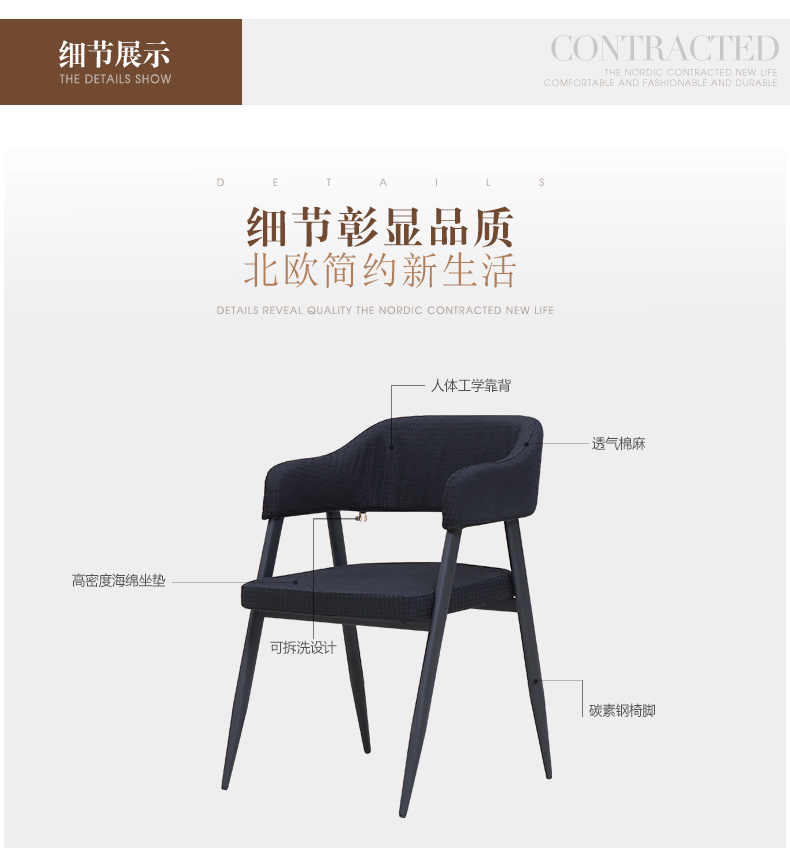 细节展示
THE DETAILS SHOW
CONTRACTED
THE NORDIC CONTRACTED NEW LIFE
COMFORTABLE AND FASHIONABLE AND DURABLE
DETAILS
细节彰显品质
北欧简约新生活
DETAILS REVEAL QUALITY THE NORDIC CONTRACTED NEW LIFE
人体工学靠背
透气棉麻
高密度海绵坐垫
可拆洗设计
碳素钢椅脚